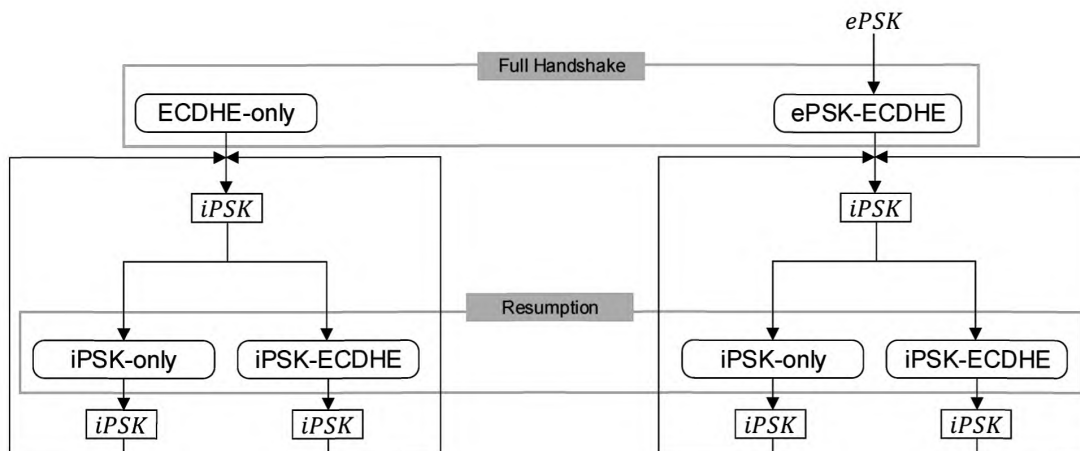 ePSK
Full Handshake
ECDHE-only
ePSK-ECDHE
iPSK
iPSK
Resumption
iPSK-only
iPSK-ECDHE
iPSK-only
iPSK-ECDHE
iPSK
iPSK
iPSK
iPSK